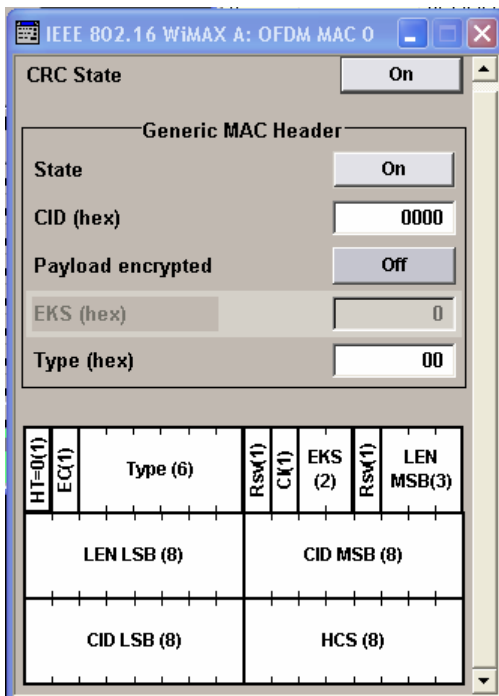 IEEE 802.16 WiMAX A: OFDM MAC 0
CRC State On
Generic MAC Header
State On
CID (hex) 0000
Payload encrypted Off
EKS (hex) 0
Type (hex) 00
HT=0(1) EC(1) Type (6) Rsv(1) CI(1) EKS (2) Rsv(1) LEN MSB(3)
LEN LSB (8) CID MSB (8)
CID LSB (8) HCS (8)